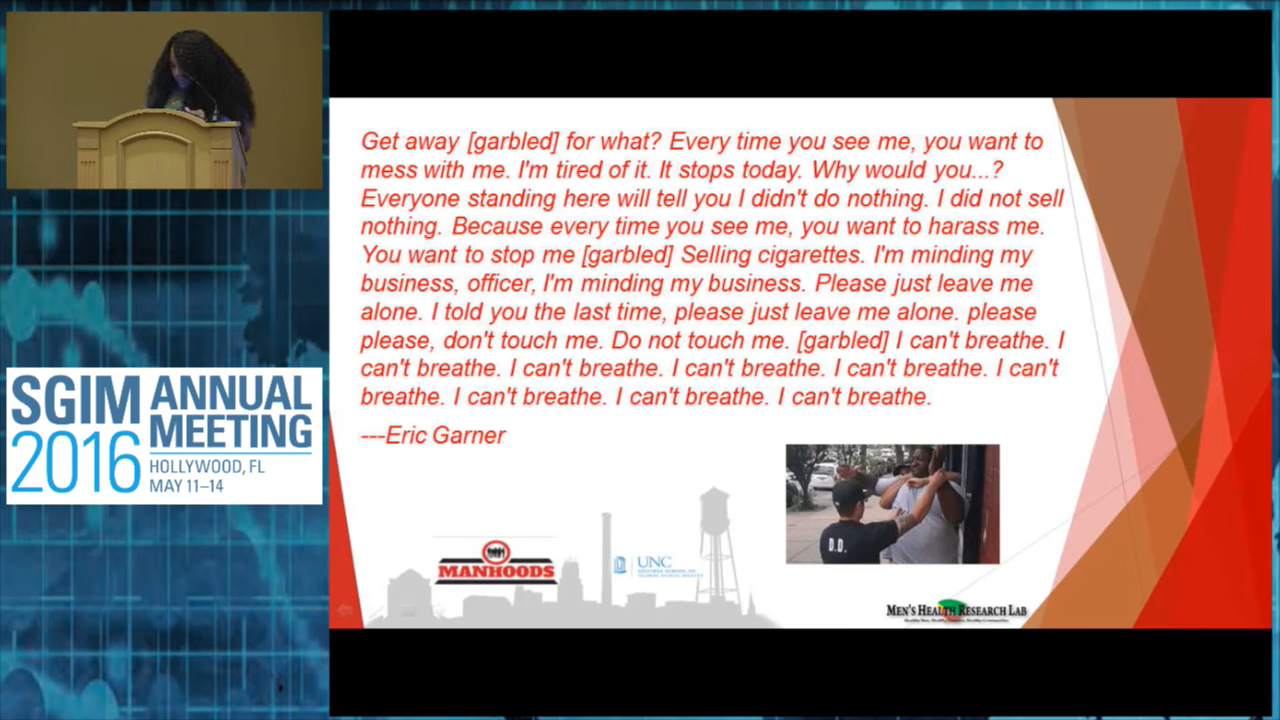 Get away [garbled] for what? Every time you see me, you want to
mess with me. I'm tired of it. It stops today. Why would you...?
Everyone standing here will tell you I didn't do nothing. I did not sell
nothing. Because every time you see me, you want to harass me.
You want to stop me [garbled] Selling cigarettes. I'm minding my
business, officer, I'm minding my business. Please just leave me
alone. I told you the last time, please just leave me alone. please
please, don't touch me. Do not touch me. [garbled] I can't breathe. I
can't breathe. I can't breathe. I can't breathe. I can't breathe. I can't
breathe. I can't breathe. I can't breathe. I can't breathe.
---Eric Garner
SGIM ANNUAL
2016 MEETING
HOLLYWOOD, FL
MAY 11–14
D.D.
MANHOODS
UNC
MEN'S HEALTH RESEARCH LAB